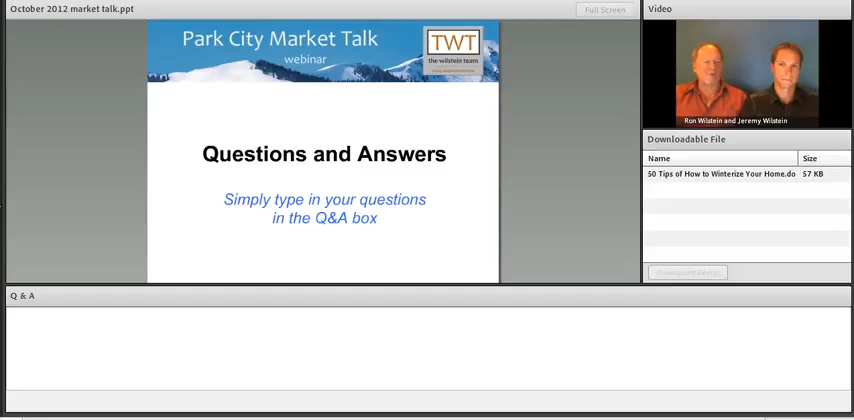 October 2012 market talk.ppt
Full Screen
Video
Park City Market Talk
webinar
TWT
the wilstein team
Questions and Answers
Simply type in your questions
in the Q&A box
Ron Wilstein and Jeremy Wilstein
Downloadable File
Name Size
50 Tips of How to Winterize Your Home.do 57 KB
Q & A